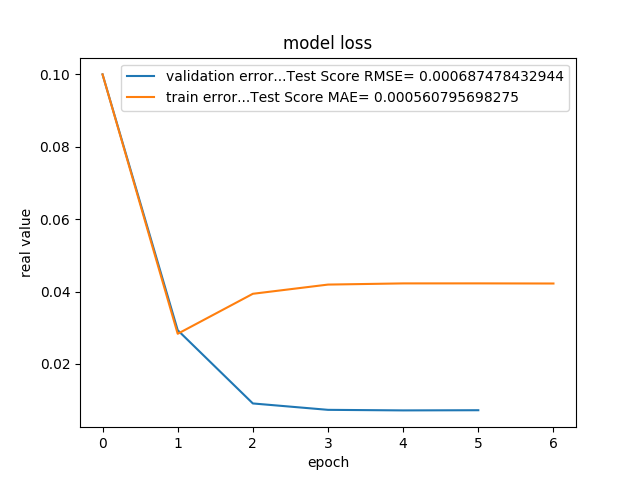 model loss
validation error...Test Score RMSE= 0.000687478432944
train error...Test Score MAE= 0.000560795698275
0.10
0.08
0.06
0.04
0.02
real value
0 1 2 3 4 5 6
epoch